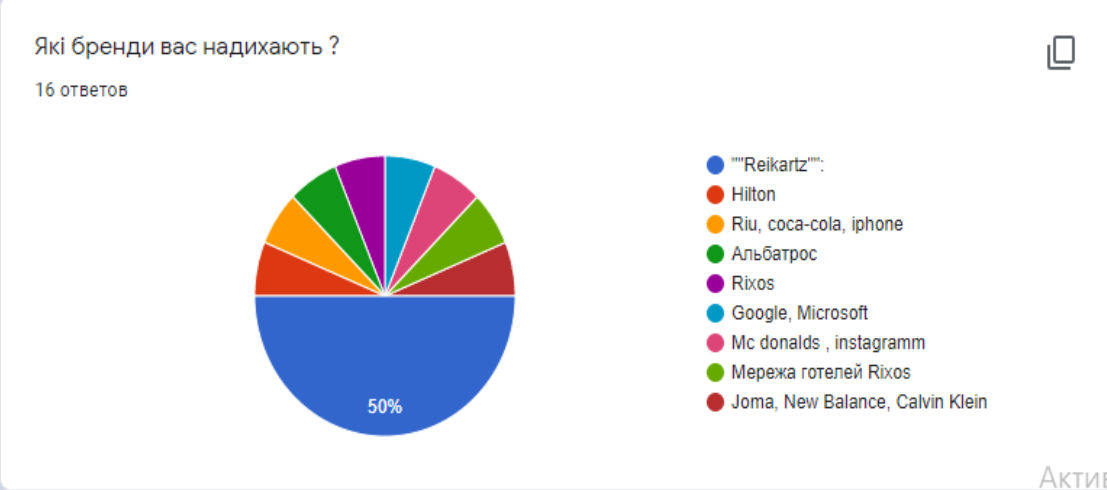 Які бренди вас надихають ?
16 ответов
""Reikartz"":
Hilton
Riu, coca-cola, iphone
Альбатрос
Rixos
Google, Microsoft
Mc donalds , instagramm
Мережа готелей Rixos
Joma, New Balance, Calvin Klein
50%